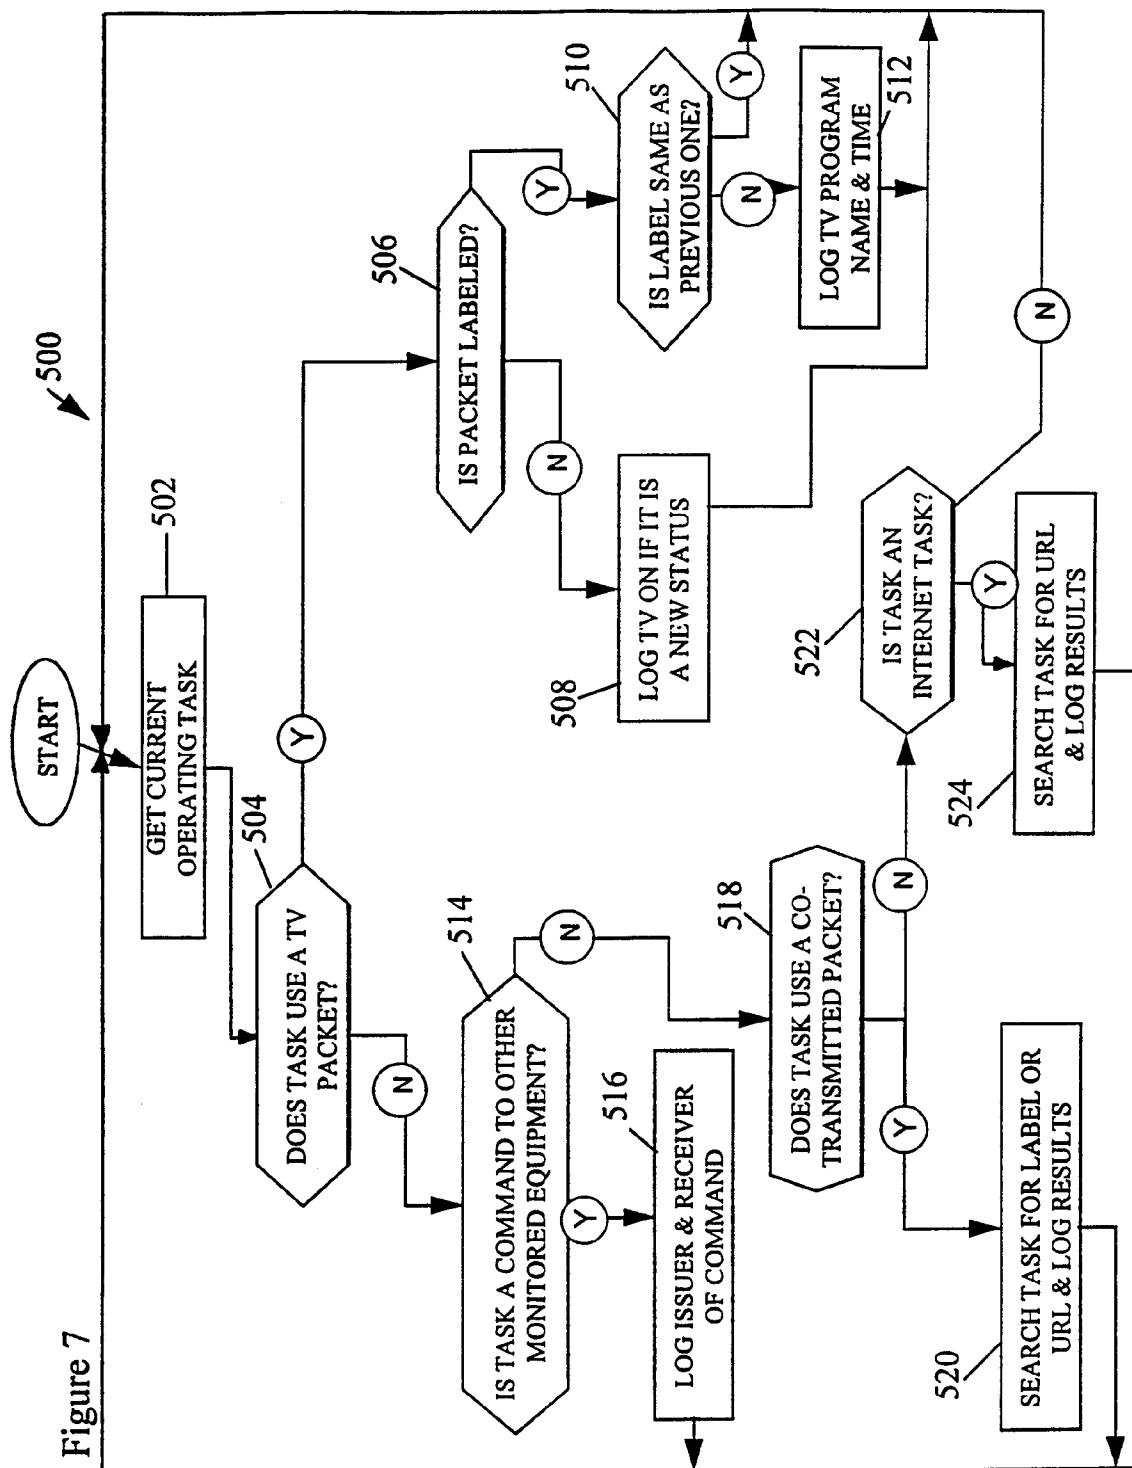 Figure 7
500
START
GET CURRENT
OPERATING TASK
502
DOES TASK USE A TV
PACKET?
504
Y
N
IS PACKET LABELED?
506
Y
N
LOG TV ON IF IT IS
A NEW STATUS
508
IS LABEL SAME AS
PREVIOUS ONE?
510
Y
N
LOG TV PROGRAM
NAME & TIME
512
IS TASK A COMMAND TO OTHER
MONITORED EQUIPMENT?
514
N
Y
LOG ISSUER & RECEIVER
OF COMMAND
516
DOES TASK USE A CO-
TRANSMITTED PACKET?
518
N
Y
SEARCH TASK FOR LABEL OR
URL & LOG RESULTS
520
IS TASK AN
INTERNET TASK?
522
N
Y
SEARCH TASK FOR URL
& LOG RESULTS
524